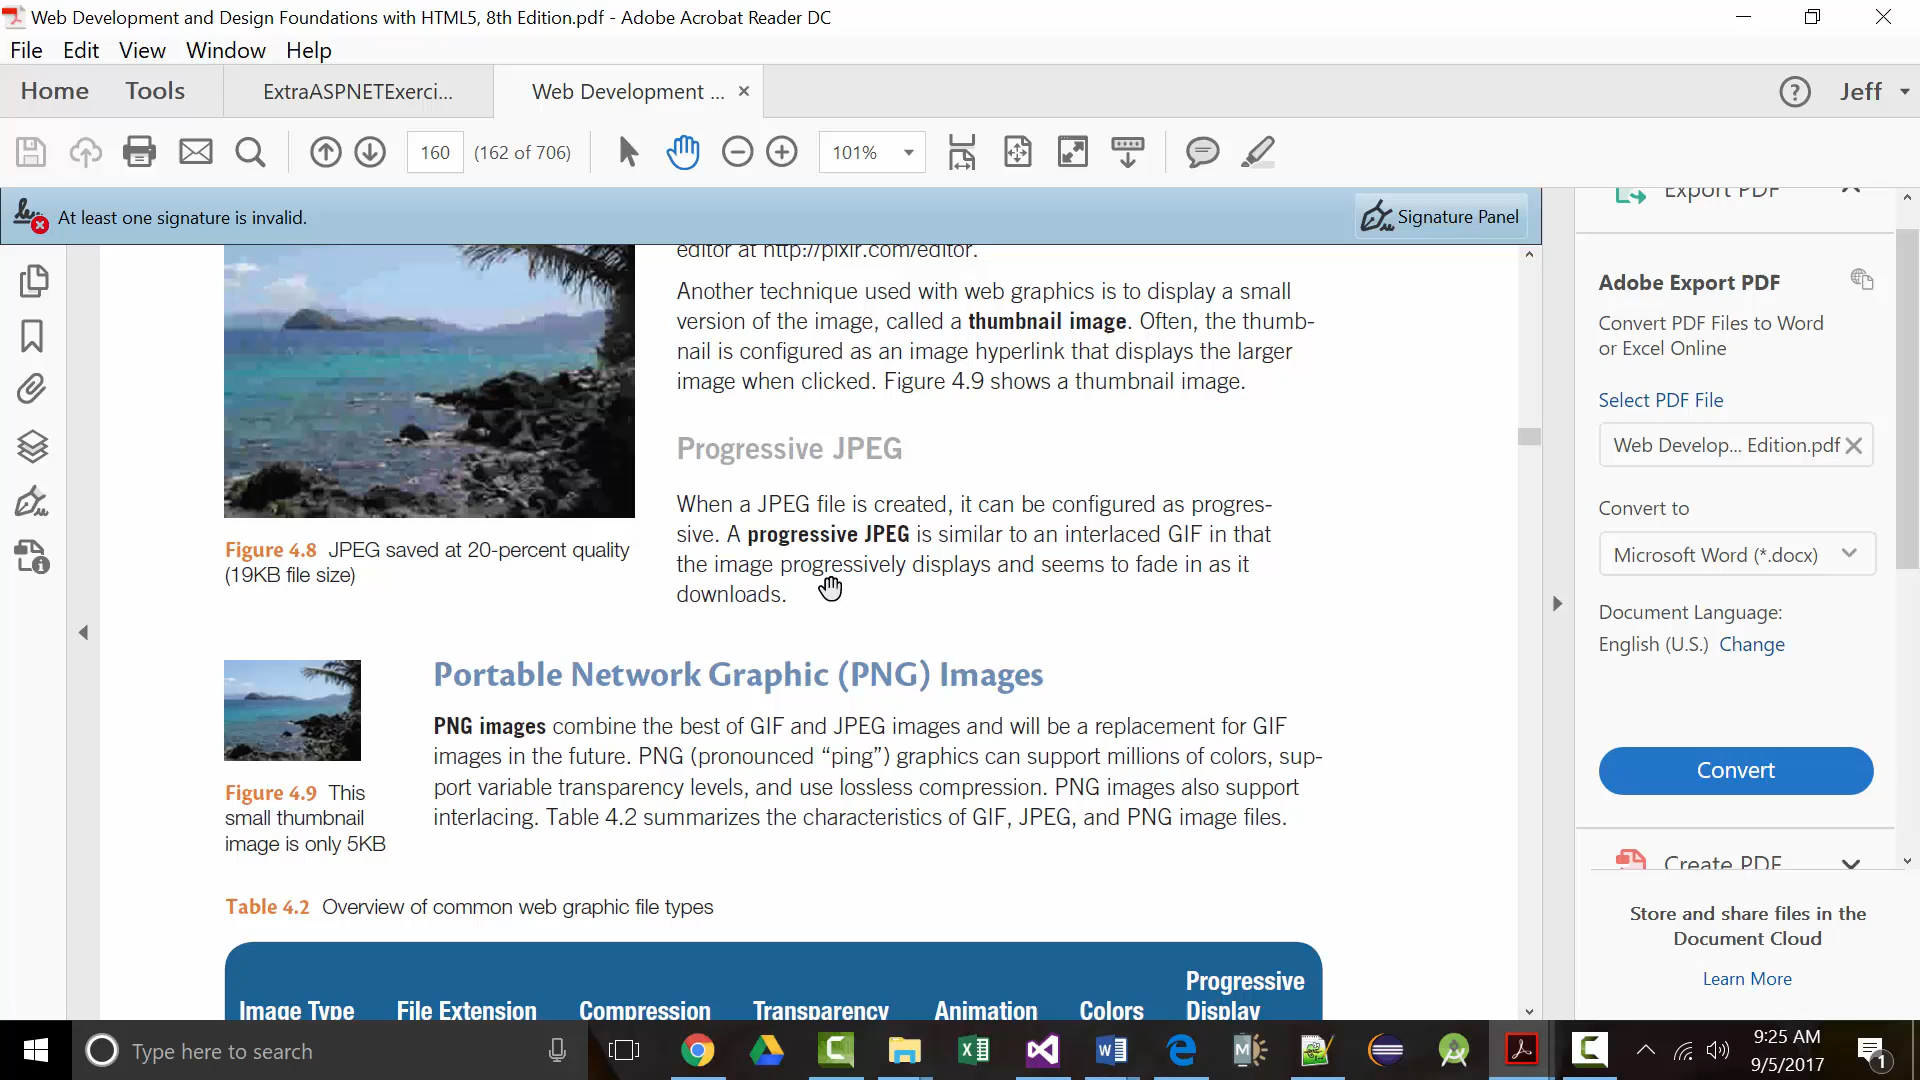 Web Development and Design Foundations with HTML5, 8th Edition.pdf - Adobe Acrobat Reader DC
File Edit View Window Help
Home Tools ExtraASPNETExerci... Web Development ... Jeff
160 (162 of 706) 101%
At least one signature is invalid. Signature Panel
editor at http://pixlr.com/editor.
Another technique used with web graphics is to display a small
version of the image, called a thumbnail image. Often, the thumb-
nail is configured as an image hyperlink that displays the larger
image when clicked. Figure 4.9 shows a thumbnail image.
Progressive JPEG
When a JPEG file is created, it can be configured as progres-
sive. A progressive JPEG is similar to an interlaced GIF in that
the image progressively displays and seems to fade in as it
downloads.
Figure 4.8 JPEG saved at 20-percent quality
(19KB file size)
Portable Network Graphic (PNG) Images
PNG images combine the best of GIF and JPEG images and will be a replacement for GIF
images in the future. PNG (pronounced “ping”) graphics can support millions of colors, sup-
port variable transparency levels, and use lossless compression. PNG images also support
interlacing. Table 4.2 summarizes the characteristics of GIF, JPEG, and PNG image files.
Figure 4.9 This
small thumbnail
image is only 5KB
Table 4.2 Overview of common web graphic file types
Image Type File Extension Compression Transparency Animation Colors Progressive
Display
Export PDF
Adobe Export PDF
Convert PDF Files to Word
or Excel Online
Select PDF File
Web Develop... Edition.pdf
Convert to
Microsoft Word (*.docx)
Document Language:
English (U.S.) Change
Convert
Create PDF
Store and share files in the
Document Cloud
Learn More
Type here to search
9:25 AM
9/5/2017
1